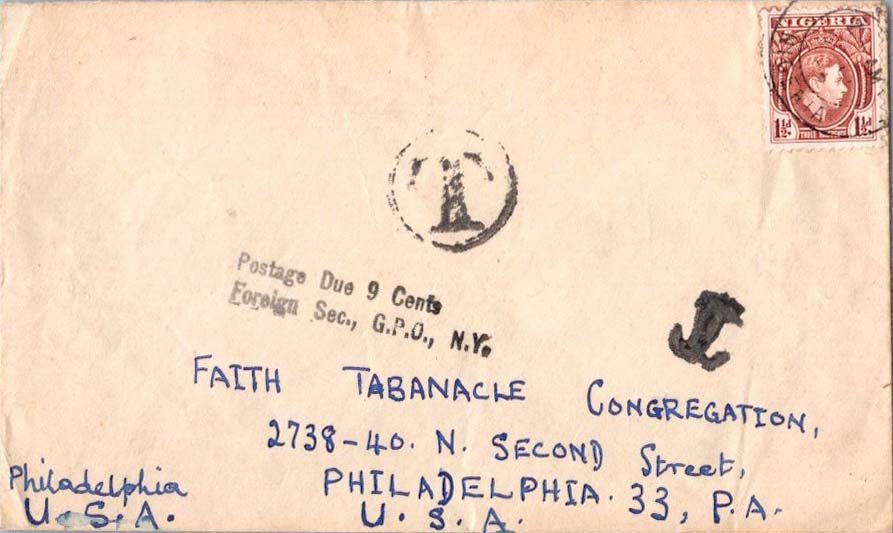 NIGERIA
1½d. 1½d.
T
Postage Due 9 Cents
Foreign Sec., G.P.O., N.Y.
T
FAITH TABANACLE CONGREGATION,
2738-40. N. SECOND Street,
PHILADELPHIA. 33, P.A.
U. S. A.
Philadelphia
U. S. A.